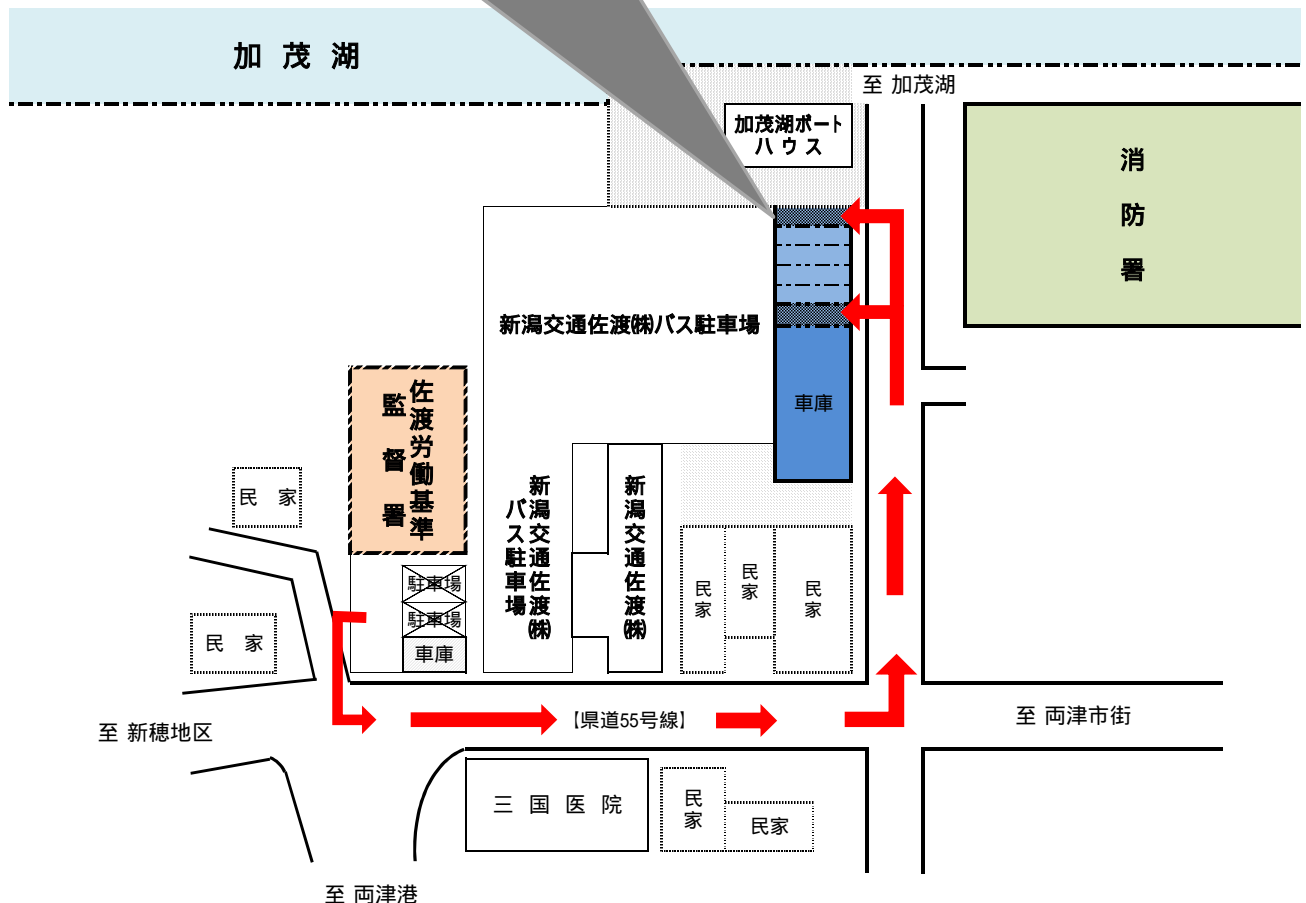 加 茂 湖
至 加茂湖
加茂湖ボート
ハ ウ ス
消
防
署
新潟交通佐渡㈱バス駐車場
車庫
佐渡労働基準
監 督 署
民 家
新潟交通佐渡㈱
バス駐車場
新潟交通佐渡㈱
民家
民家
民家
駐車場
駐車場
車庫
民 家
【県道55号線】
至 両津市街
至 新穂地区
三 国 医 院
民家
民家
至 両津港